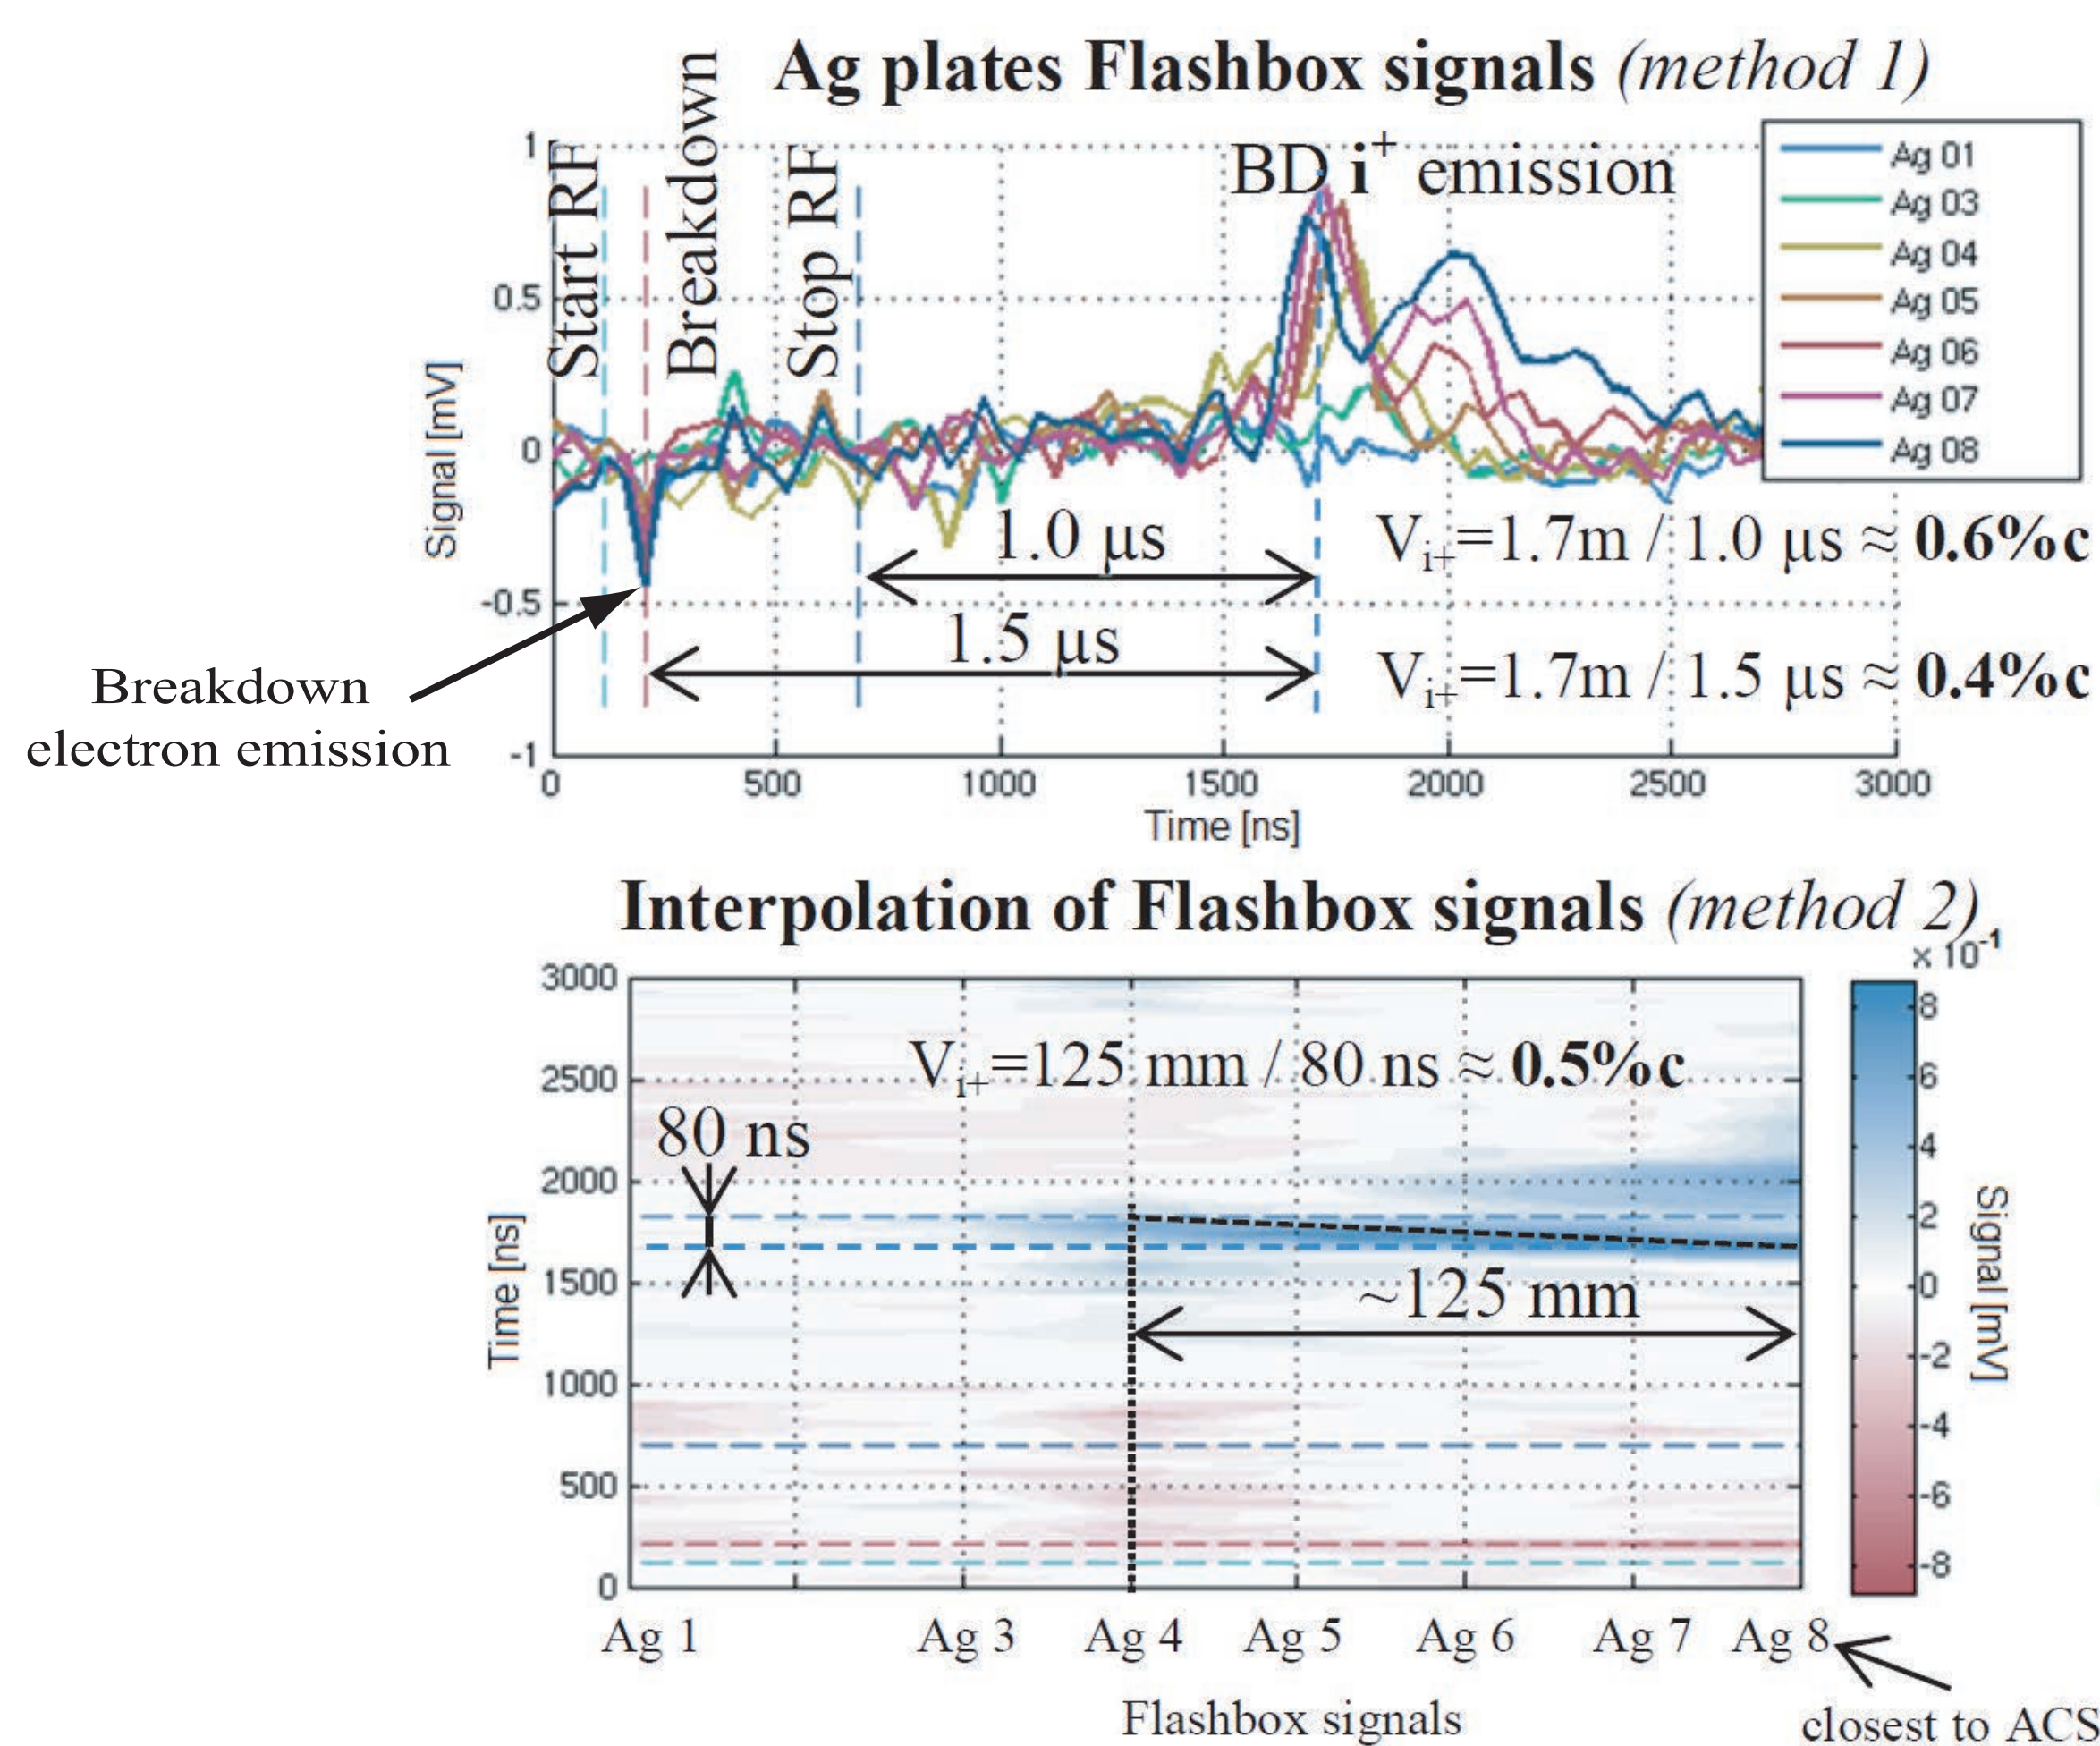 Ag plates Flashbox signals (method 1)
Start RF
Breakdown
Stop RF
BD i⁺ emission
Ag 01
Ag 03
Ag 04
Ag 05
Ag 06
Ag 07
Ag 08
1
0.5
0
-0.5
-1
Signal [mV]
1.0 µs
V_i+=1.7m / 1.0 µs ≈ 0.6%c
1.5 µs
V_i+=1.7m / 1.5 µs ≈ 0.4%c
Breakdown
electron emission
0 500 1000 1500 2000 2500 3000
Time [ns]
Interpolation of Flashbox signals (method 2)
x 10⁻¹
3000
2500
2000
1500
1000
500
0
Time [ns]
V_i+=125 mm / 80 ns ≈ 0.5%c
80 ns
~125 mm
8
6
4
2
0
-2
-4
-6
-8
Signal [mV]
Ag 1 Ag 3 Ag 4 Ag 5 Ag 6 Ag 7 Ag 8
Flashbox signals
closest to ACS